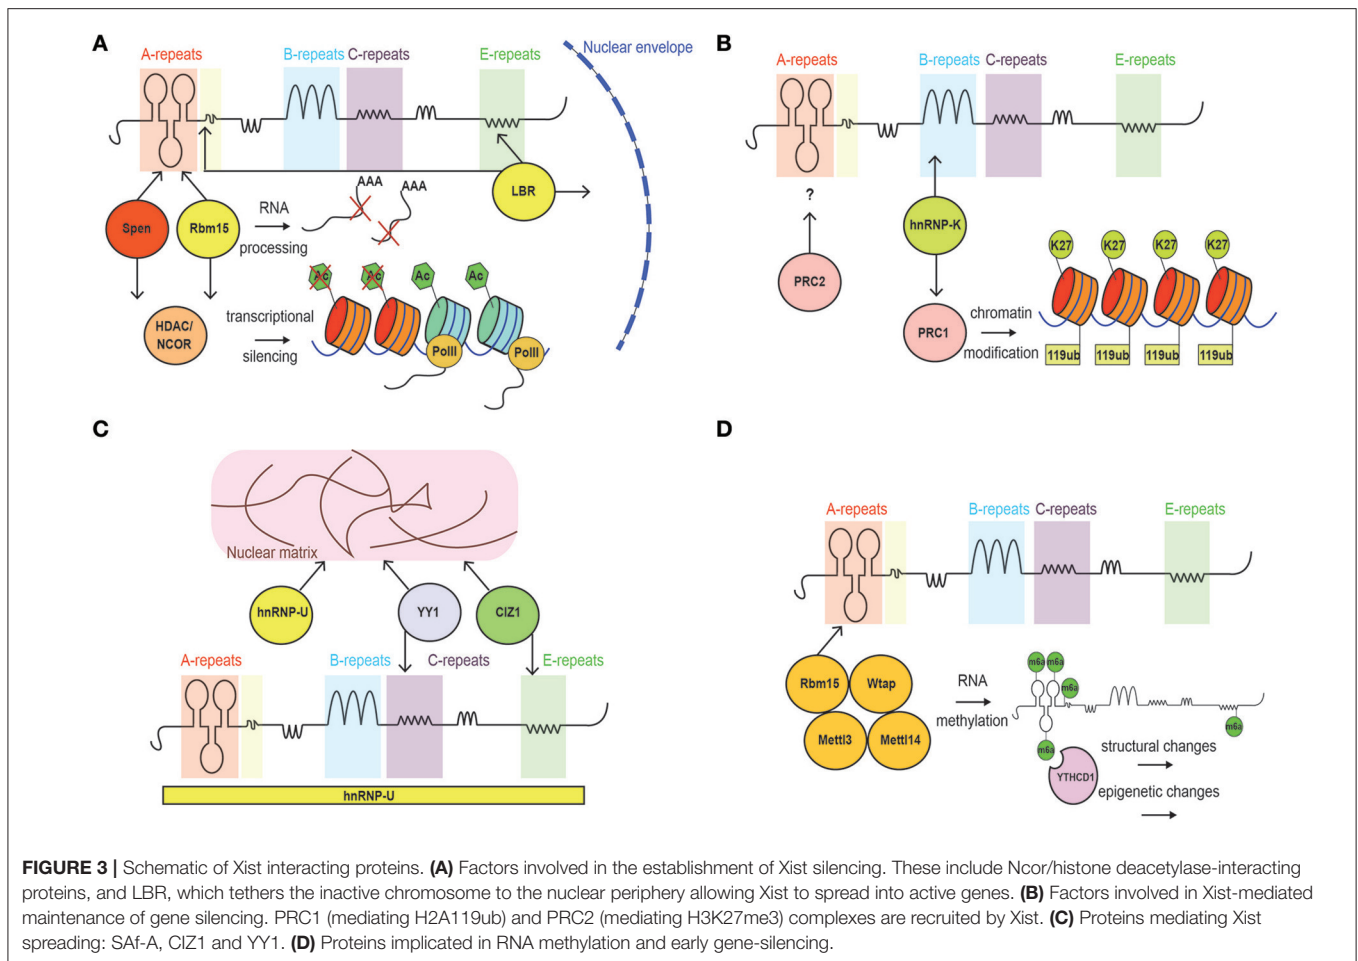 A
A-repeats
B-repeats
C-repeats
E-repeats
Nuclear envelope
AAA
AAA
LBR
Spen
Rbm15
RNA
processing
Ac
Ac
Ac
Ac
HDAC/
NCOR
transcriptional
silencing
PolII
PolII
B
A-repeats
B-repeats
C-repeats
E-repeats
?
hnRNP-K
PRC2
PRC1
chromatin
modification
K27
K27
K27
K27
119ub
119ub
119ub
119ub
C
Nuclear matrix
hnRNP-U
YY1
CIZ1
A-repeats
B-repeats
C-repeats
E-repeats
hnRNP-U
D
A-repeats
B-repeats
C-repeats
E-repeats
Rbm15
Wtap
Mettl3
Mettl14
RNA
methylation
m6a
m6a
m6a
m6a
m6a
YTHCD1
structural changes
epigenetic changes
FIGURE 3 | Schematic of Xist interacting proteins. (A) Factors involved in the establishment of Xist silencing. These include Ncor/histone deacetylase-interacting
proteins, and LBR, which tethers the inactive chromosome to the nuclear periphery allowing Xist to spread into active genes. (B) Factors involved in Xist-mediated
maintenance of gene silencing. PRC1 (mediating H2A119ub) and PRC2 (mediating H3K27me3) complexes are recruited by Xist. (C) Proteins mediating Xist
spreading: SAf-A, CIZ1 and YY1. (D) Proteins implicated in RNA methylation and early gene-silencing.